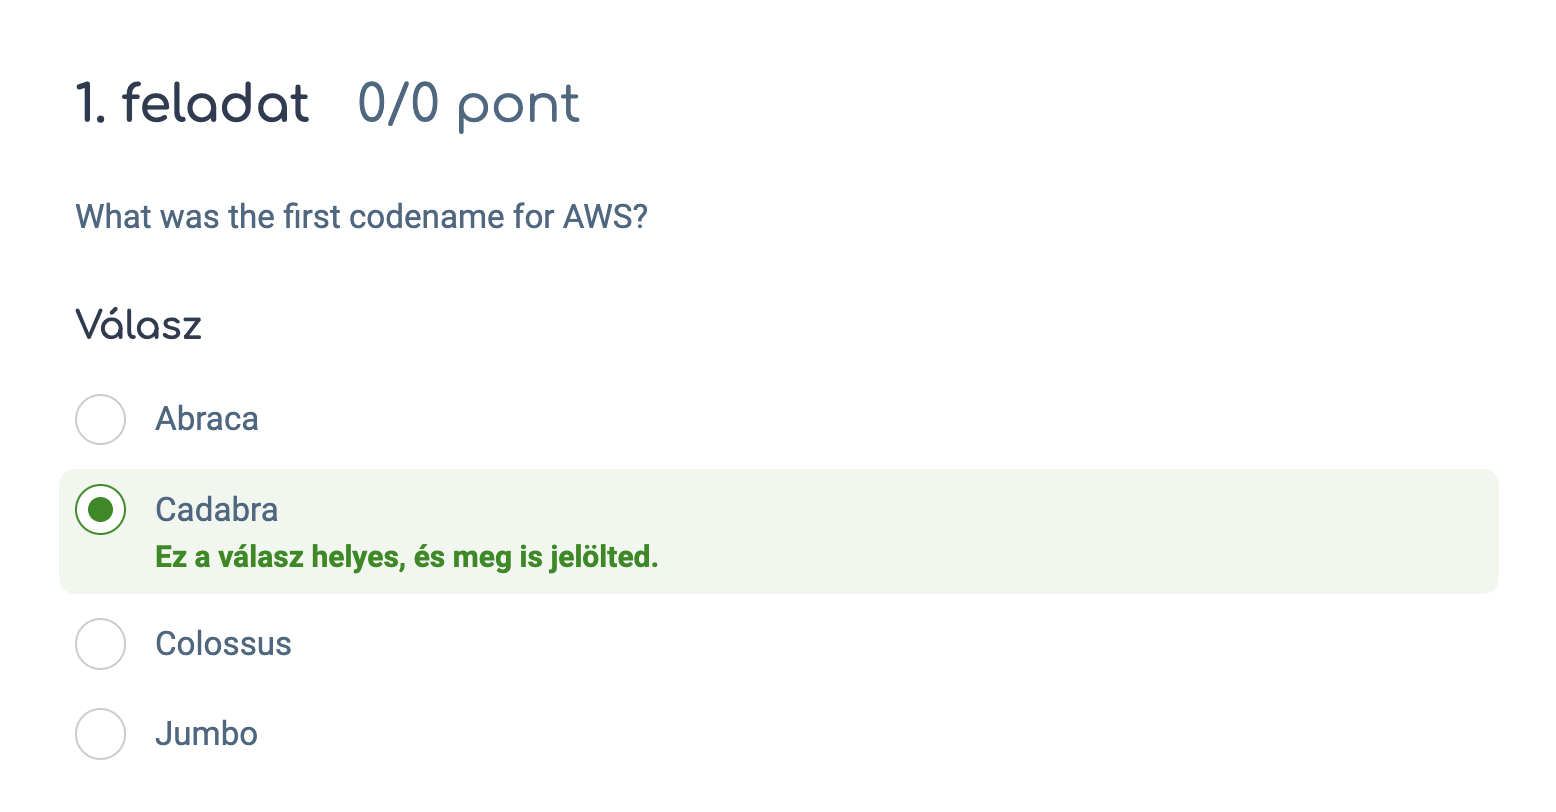 1. feladat 0/0 pont
What was the first codename for AWS?
Válasz
Abraca
Cadabra
Ez a válasz helyes, és meg is jelölted.
Colossus
Jumbo